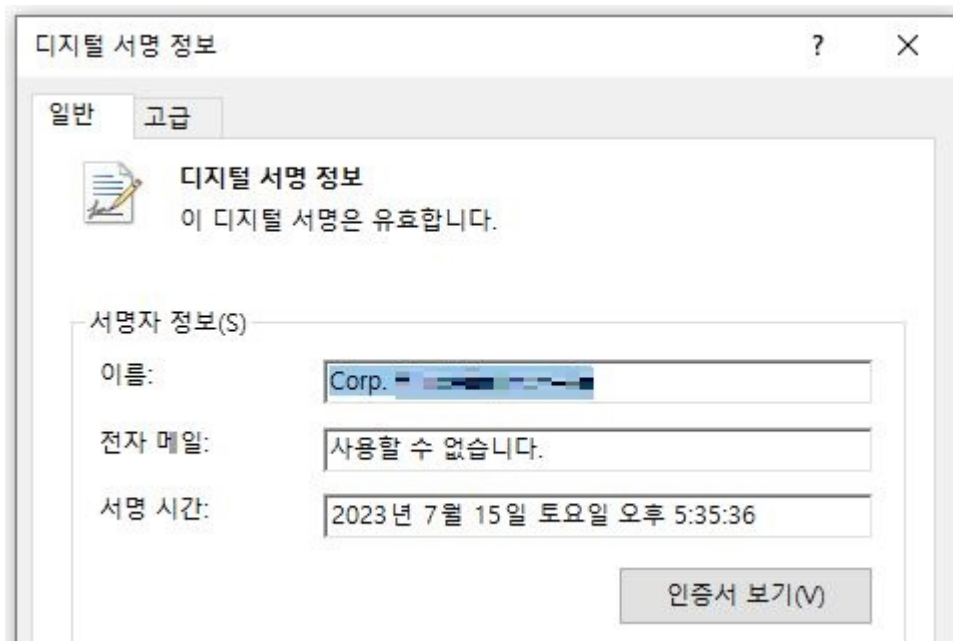 디지털 서명 정보 ? ×
일반 고급
디지털 서명 정보
이 디지털 서명은 유효합니다.
서명자 정보(S)
이름: Corp.
전자 메일: 사용할 수 없습니다.
서명 시간: 2023년 7월 15일 토요일 오후 5:35:36
인증서 보기(V)